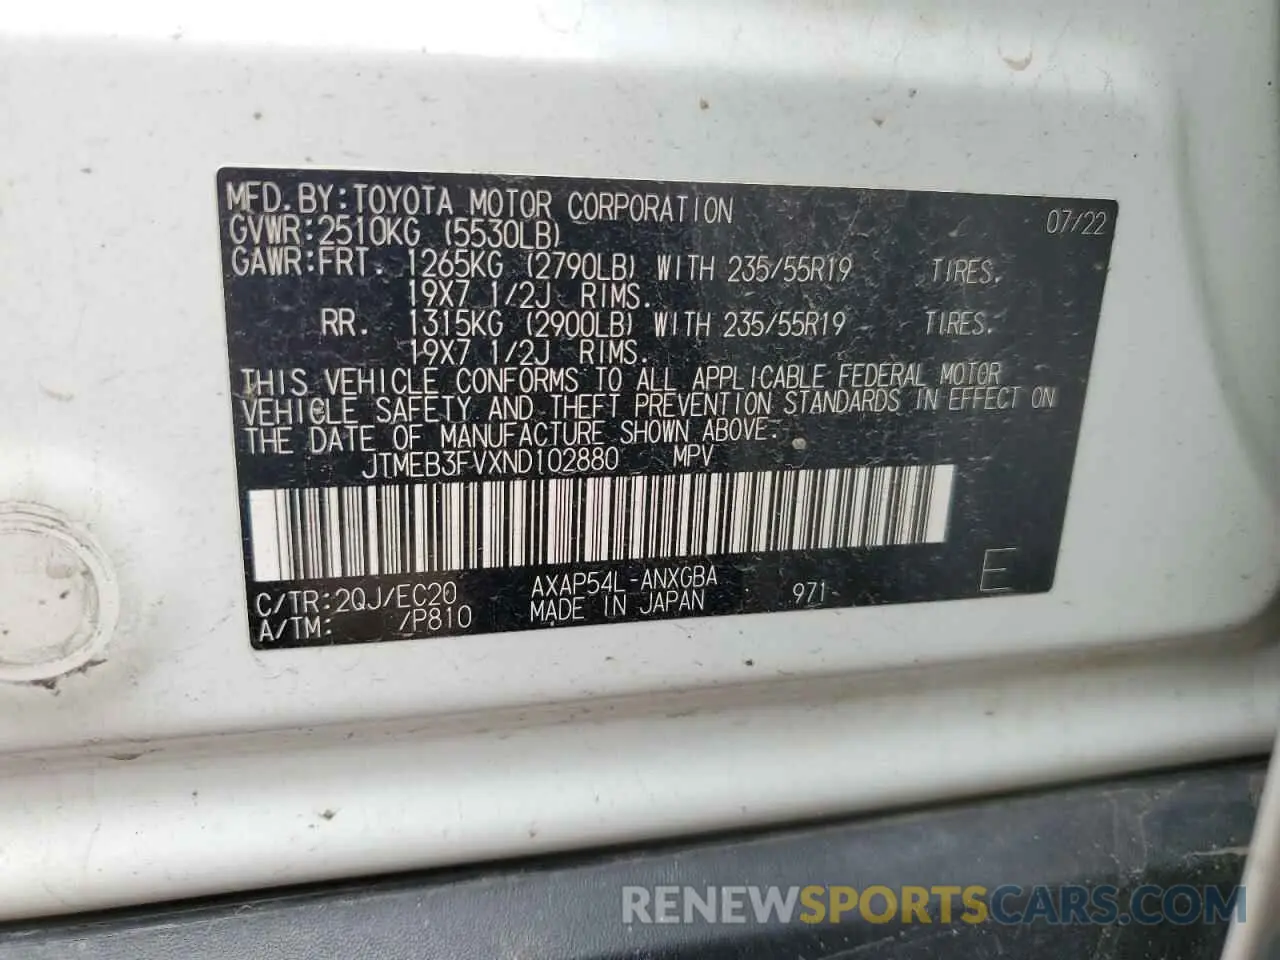 MFD.BY:TOYOTA MOTOR CORPORATION 07/22
GVWR:2510KG (5530LB)
GAWR:FRT. 1265KG (2790LB) WITH 235/55R19 TIRES.
19X7 1/2J RIMS.
RR. 1315KG (2900LB) WITH 235/55R19 TIRES.
19X7 1/2J RIMS.
THIS VEHICLE CONFORMS TO ALL APPLICABLE FEDERAL MOTOR
VEHICLE SAFETY AND THEFT PREVENTION STANDARDS IN EFFECT ON
THE DATE OF MANUFACTURE SHOWN ABOVE.
JTMEB3FVXND102880 MPV
C/TR:2QJ/EC20 AXAP54L-ANXGBA 971 E
A/TM: /P810 MADE IN JAPAN
RENEWSPORTSCARS.COM